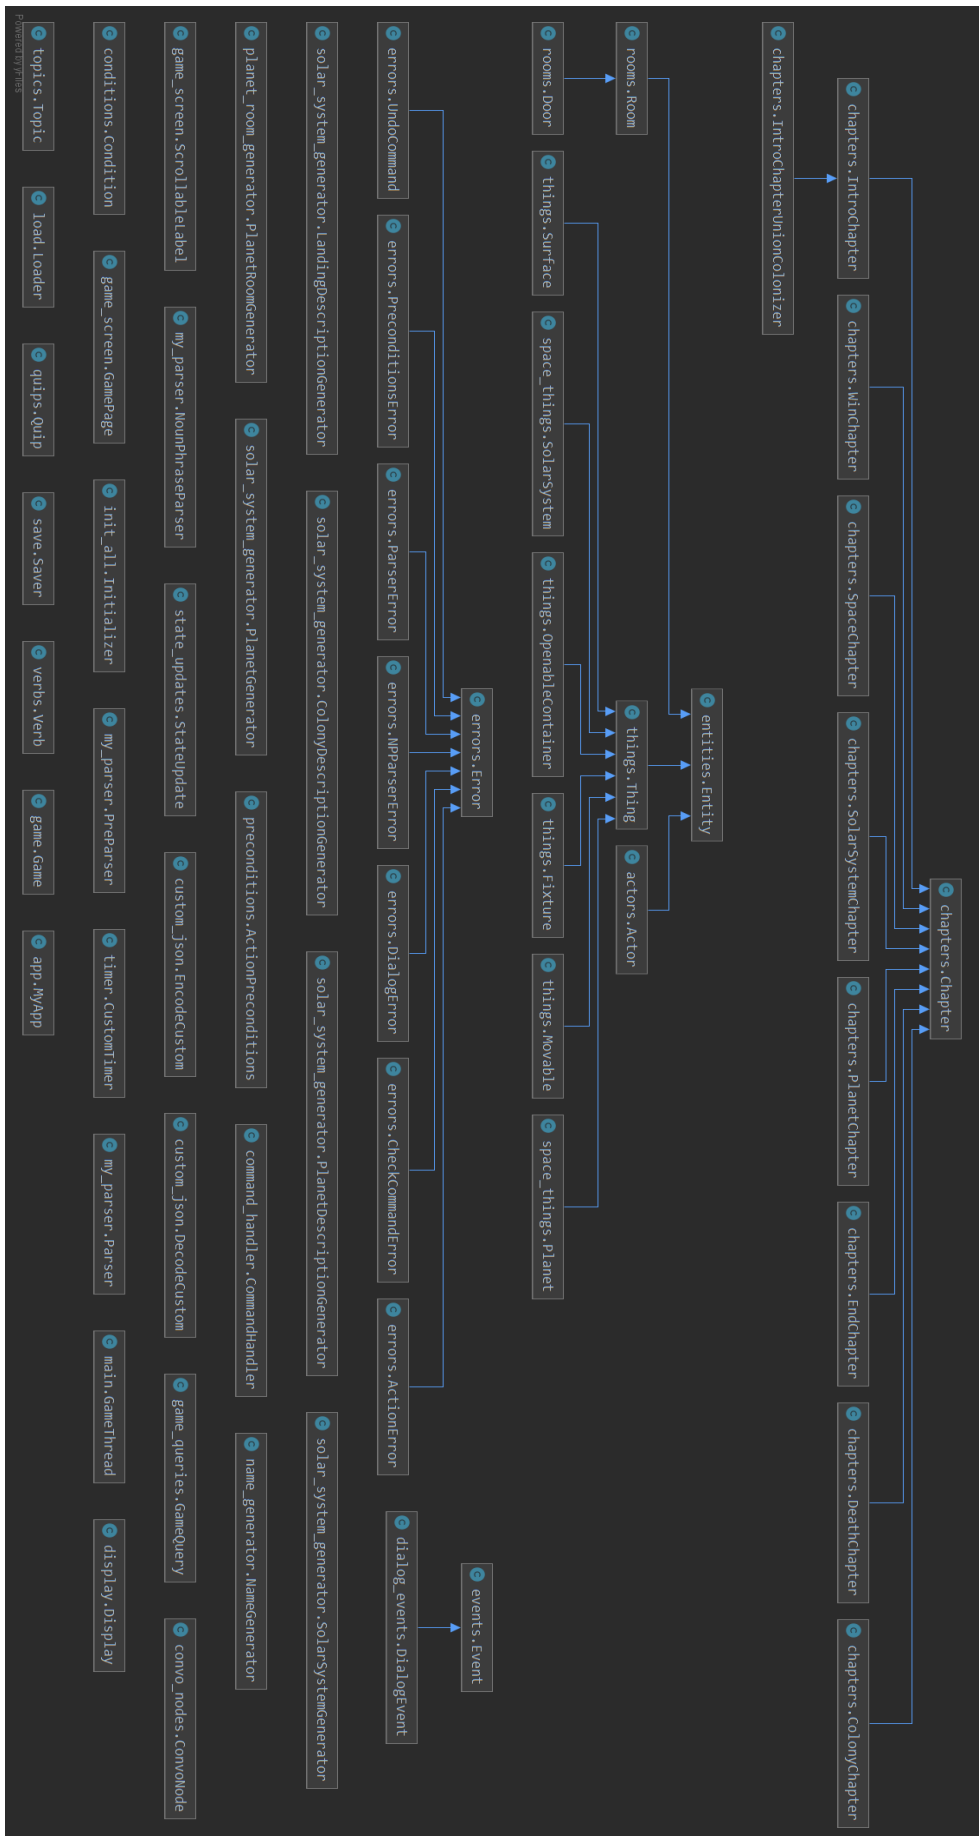 chapters.Chapter
chapters.IntroChapter
chapters.WinChapter
chapters.SpaceChapter
chapters.SolarSystemChapter
chapters.PlanetChapter
chapters.EndChapter
chapters.DeathChapter
chapters.ColonyChapter
chapters.IntroChapterUnionColonizer
entities.Entity
rooms.Room
things.Thing
actors.Actor
rooms.Door
things.Surface
space_things.SolarSystem
things.OpenableContainer
things.Fixture
things.Movable
space_things.Planet
errors.Error
events.Event
errors.UndoCommand
errors.PreconditionsError
errors.ParserError
errors.NPParserError
errors.DialogError
errors.CheckCommandError
errors.ActionError
dialog_events.DialogEvent
solar_system_generator.LandingDescriptionGenerator
solar_system_generator.ColonyDescriptionGenerator
solar_system_generator.PlanetDescriptionGenerator
solar_system_generator.SolarSystemGenerator
planet_room_generator.PlanetRoomGenerator
solar_system_generator.PlanetGenerator
preconditions.ActionPreconditions
command_handler.CommandHandler
name_generator.NameGenerator
game_screen.ScrollableLabel
my_parser.NounPhraseParser
state_updates.StateUpdate
custom_json.EncodeCustom
custom_json.DecodeCustom
game_queries.GameQuery
convo_nodes.ConvoNode
conditions.Condition
game_screen.GamePage
init_all.Initializer
my_parser.PreParser
timer.CustomTimer
my_parser.Parser
main.GameThread
display.Display
topics.Topic
load.Loader
quips.Quip
save.Saver
verbs.Verb
game.Game
app.MyApp
Powered by yFiles